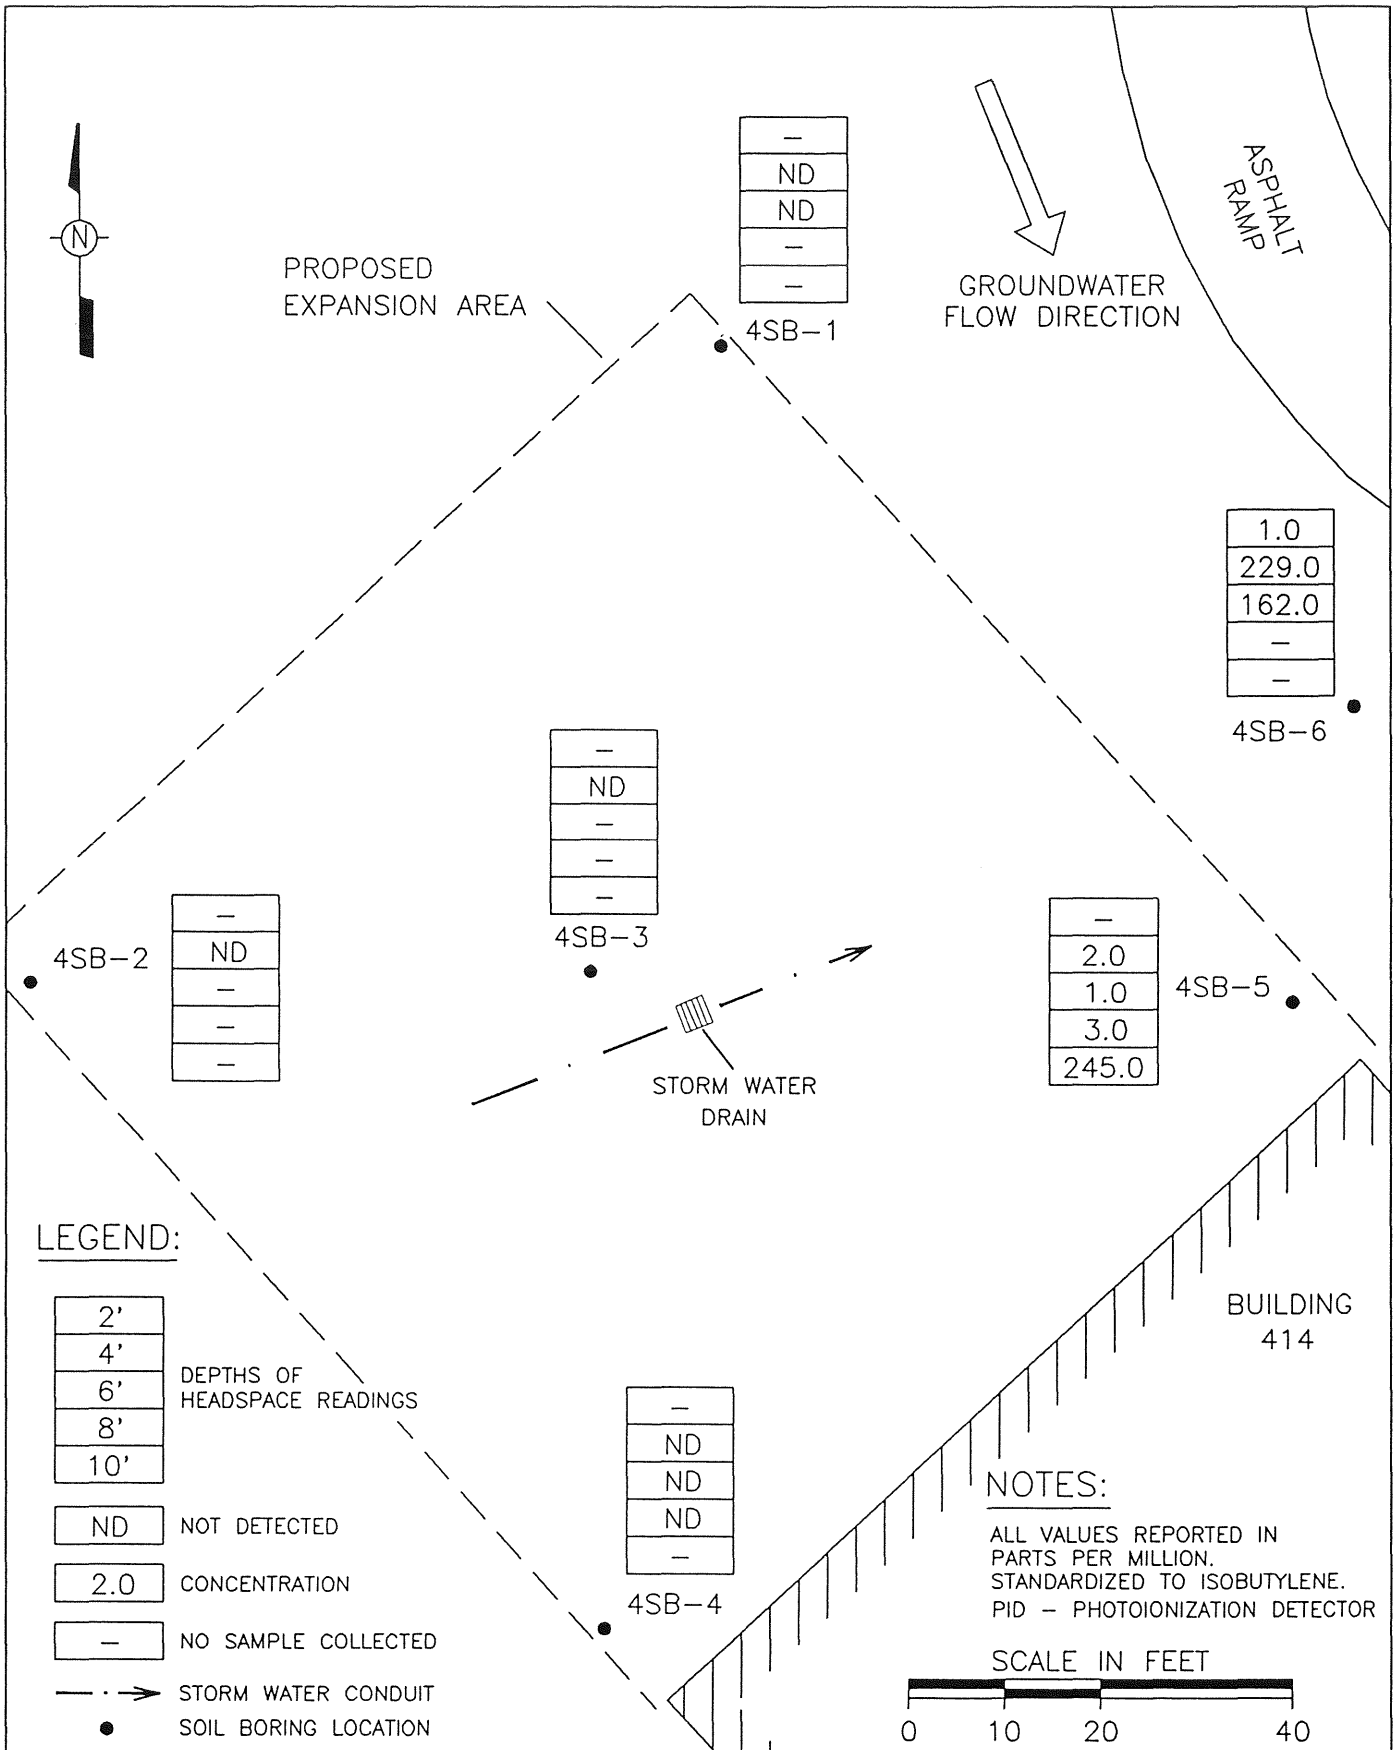 N
PROPOSED
EXPANSION AREA
–
ND
ND
–
–
4SB–1
GROUNDWATER
FLOW DIRECTION
ASPHALT
RAMP
1.0
229.0
162.0
–
–
4SB–6
–
ND
–
–
–
4SB–3
4SB–2
–
ND
–
–
–
–
2.0
1.0
3.0
245.0
4SB–5
STORM WATER
DRAIN
BUILDING
414
–
ND
ND
ND
–
4SB–4
LEGEND:
2'
4'
6'
8'
10'
DEPTHS OF
HEADSPACE READINGS
ND NOT DETECTED
2.0 CONCENTRATION
– NO SAMPLE COLLECTED
STORM WATER CONDUIT
SOIL BORING LOCATION
NOTES:
ALL VALUES REPORTED IN
PARTS PER MILLION.
STANDARDIZED TO ISOBUTYLENE.
PID – PHOTOIONIZATION DETECTOR
SCALE IN FEET
0 10 20 40